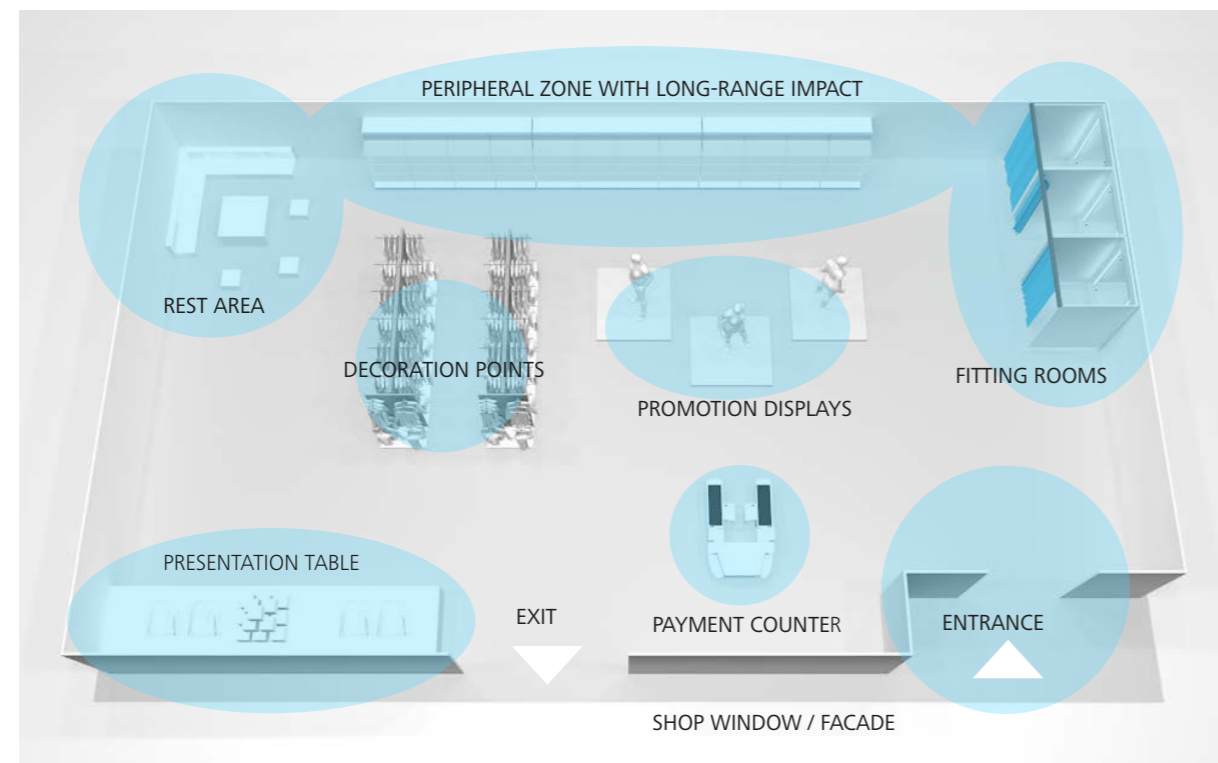 PERIPHERAL ZONE WITH LONG-RANGE IMPACT
REST AREA
DECORATION POINTS
FITTING ROOMS
PROMOTION DISPLAYS
PRESENTATION TABLE
EXIT
PAYMENT COUNTER
ENTRANCE
SHOP WINDOW / FACADE